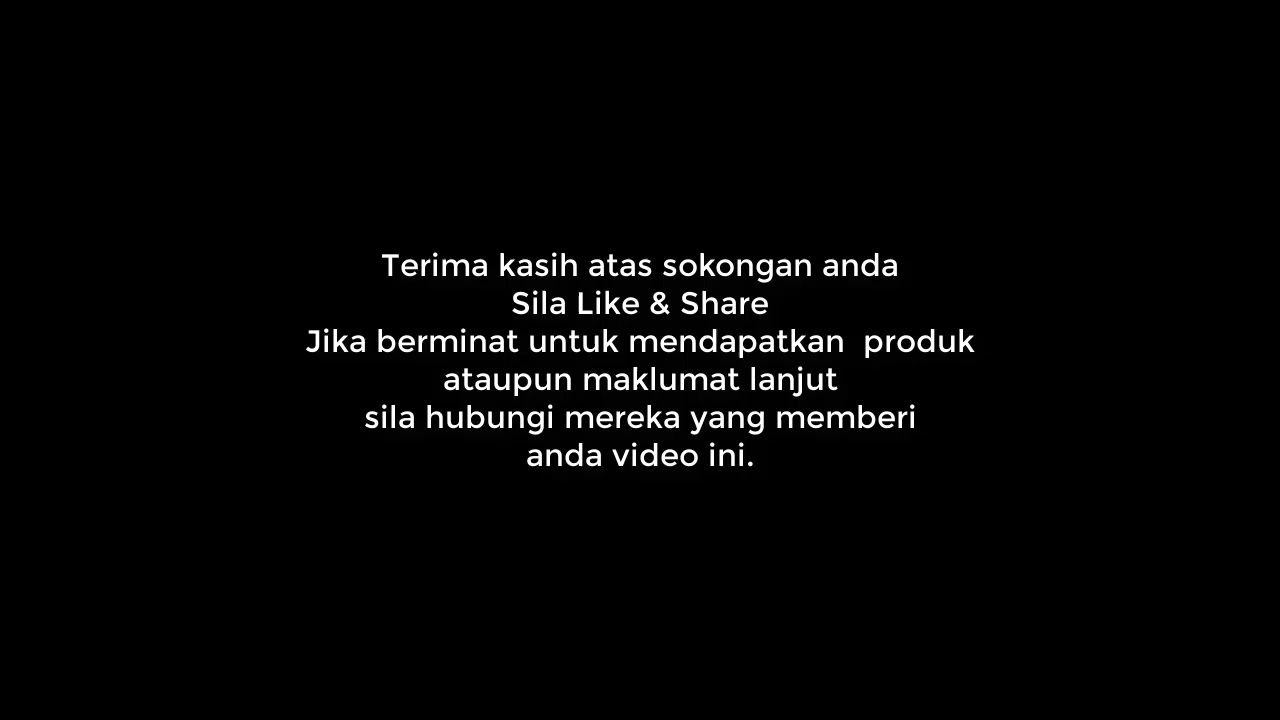 Terima kasih atas sokongan anda
Sila Like & Share
Jika berminat untuk mendapatkan  produk
ataupun maklumat lanjut
sila hubungi mereka yang memberi
anda video ini.